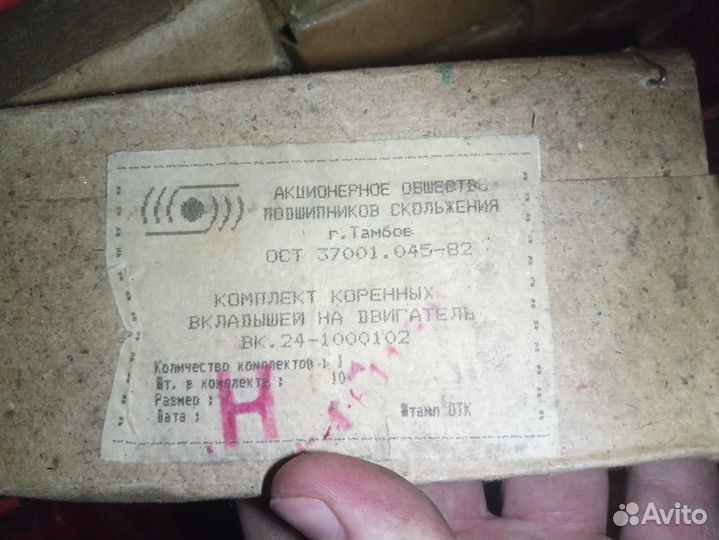 АКЦИОНЕРНОЕ ОБЩЕСТВО
ПОДШИПНИКОВ СКОЛЬЖЕНИЯ
г.Тамбов
ОСТ 37001.045-82
КОМПЛЕКТ КОРЕННЫХ
ВКЛАДЫШЕЙ НА ДВИГАТЕЛЬ
ВК.24-1000102
Количество комплектов : 1
Шт. в комплекте : 10
Размер : Н
Дата :
Штамп ОТК
Avito